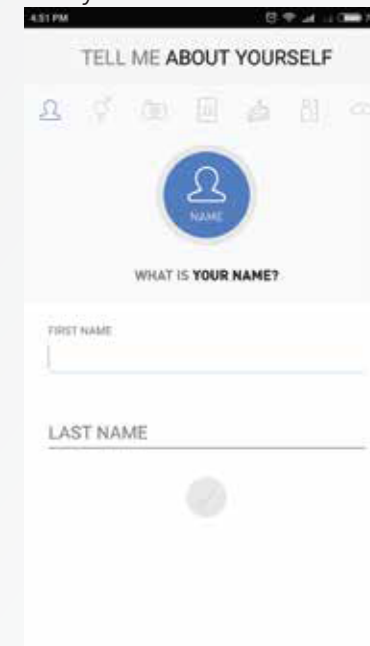 4:51 PM
TELL ME ABOUT YOURSELF
NAME
WHAT IS YOUR NAME?
FIRST NAME
LAST NAME